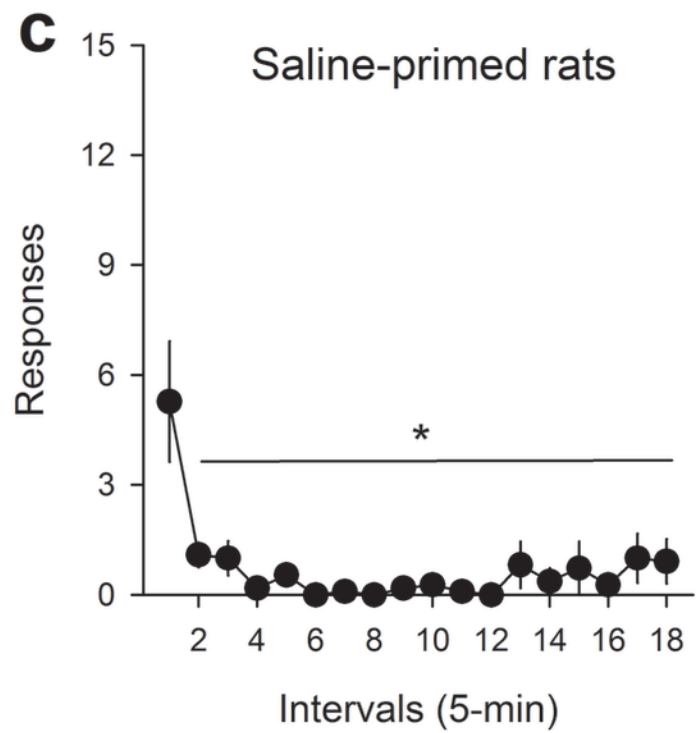 C
Saline-primed rats
15
12
9
6
3
0
Responses
*
2 4 6 8 10 12 14 16 18
Intervals (5-min)